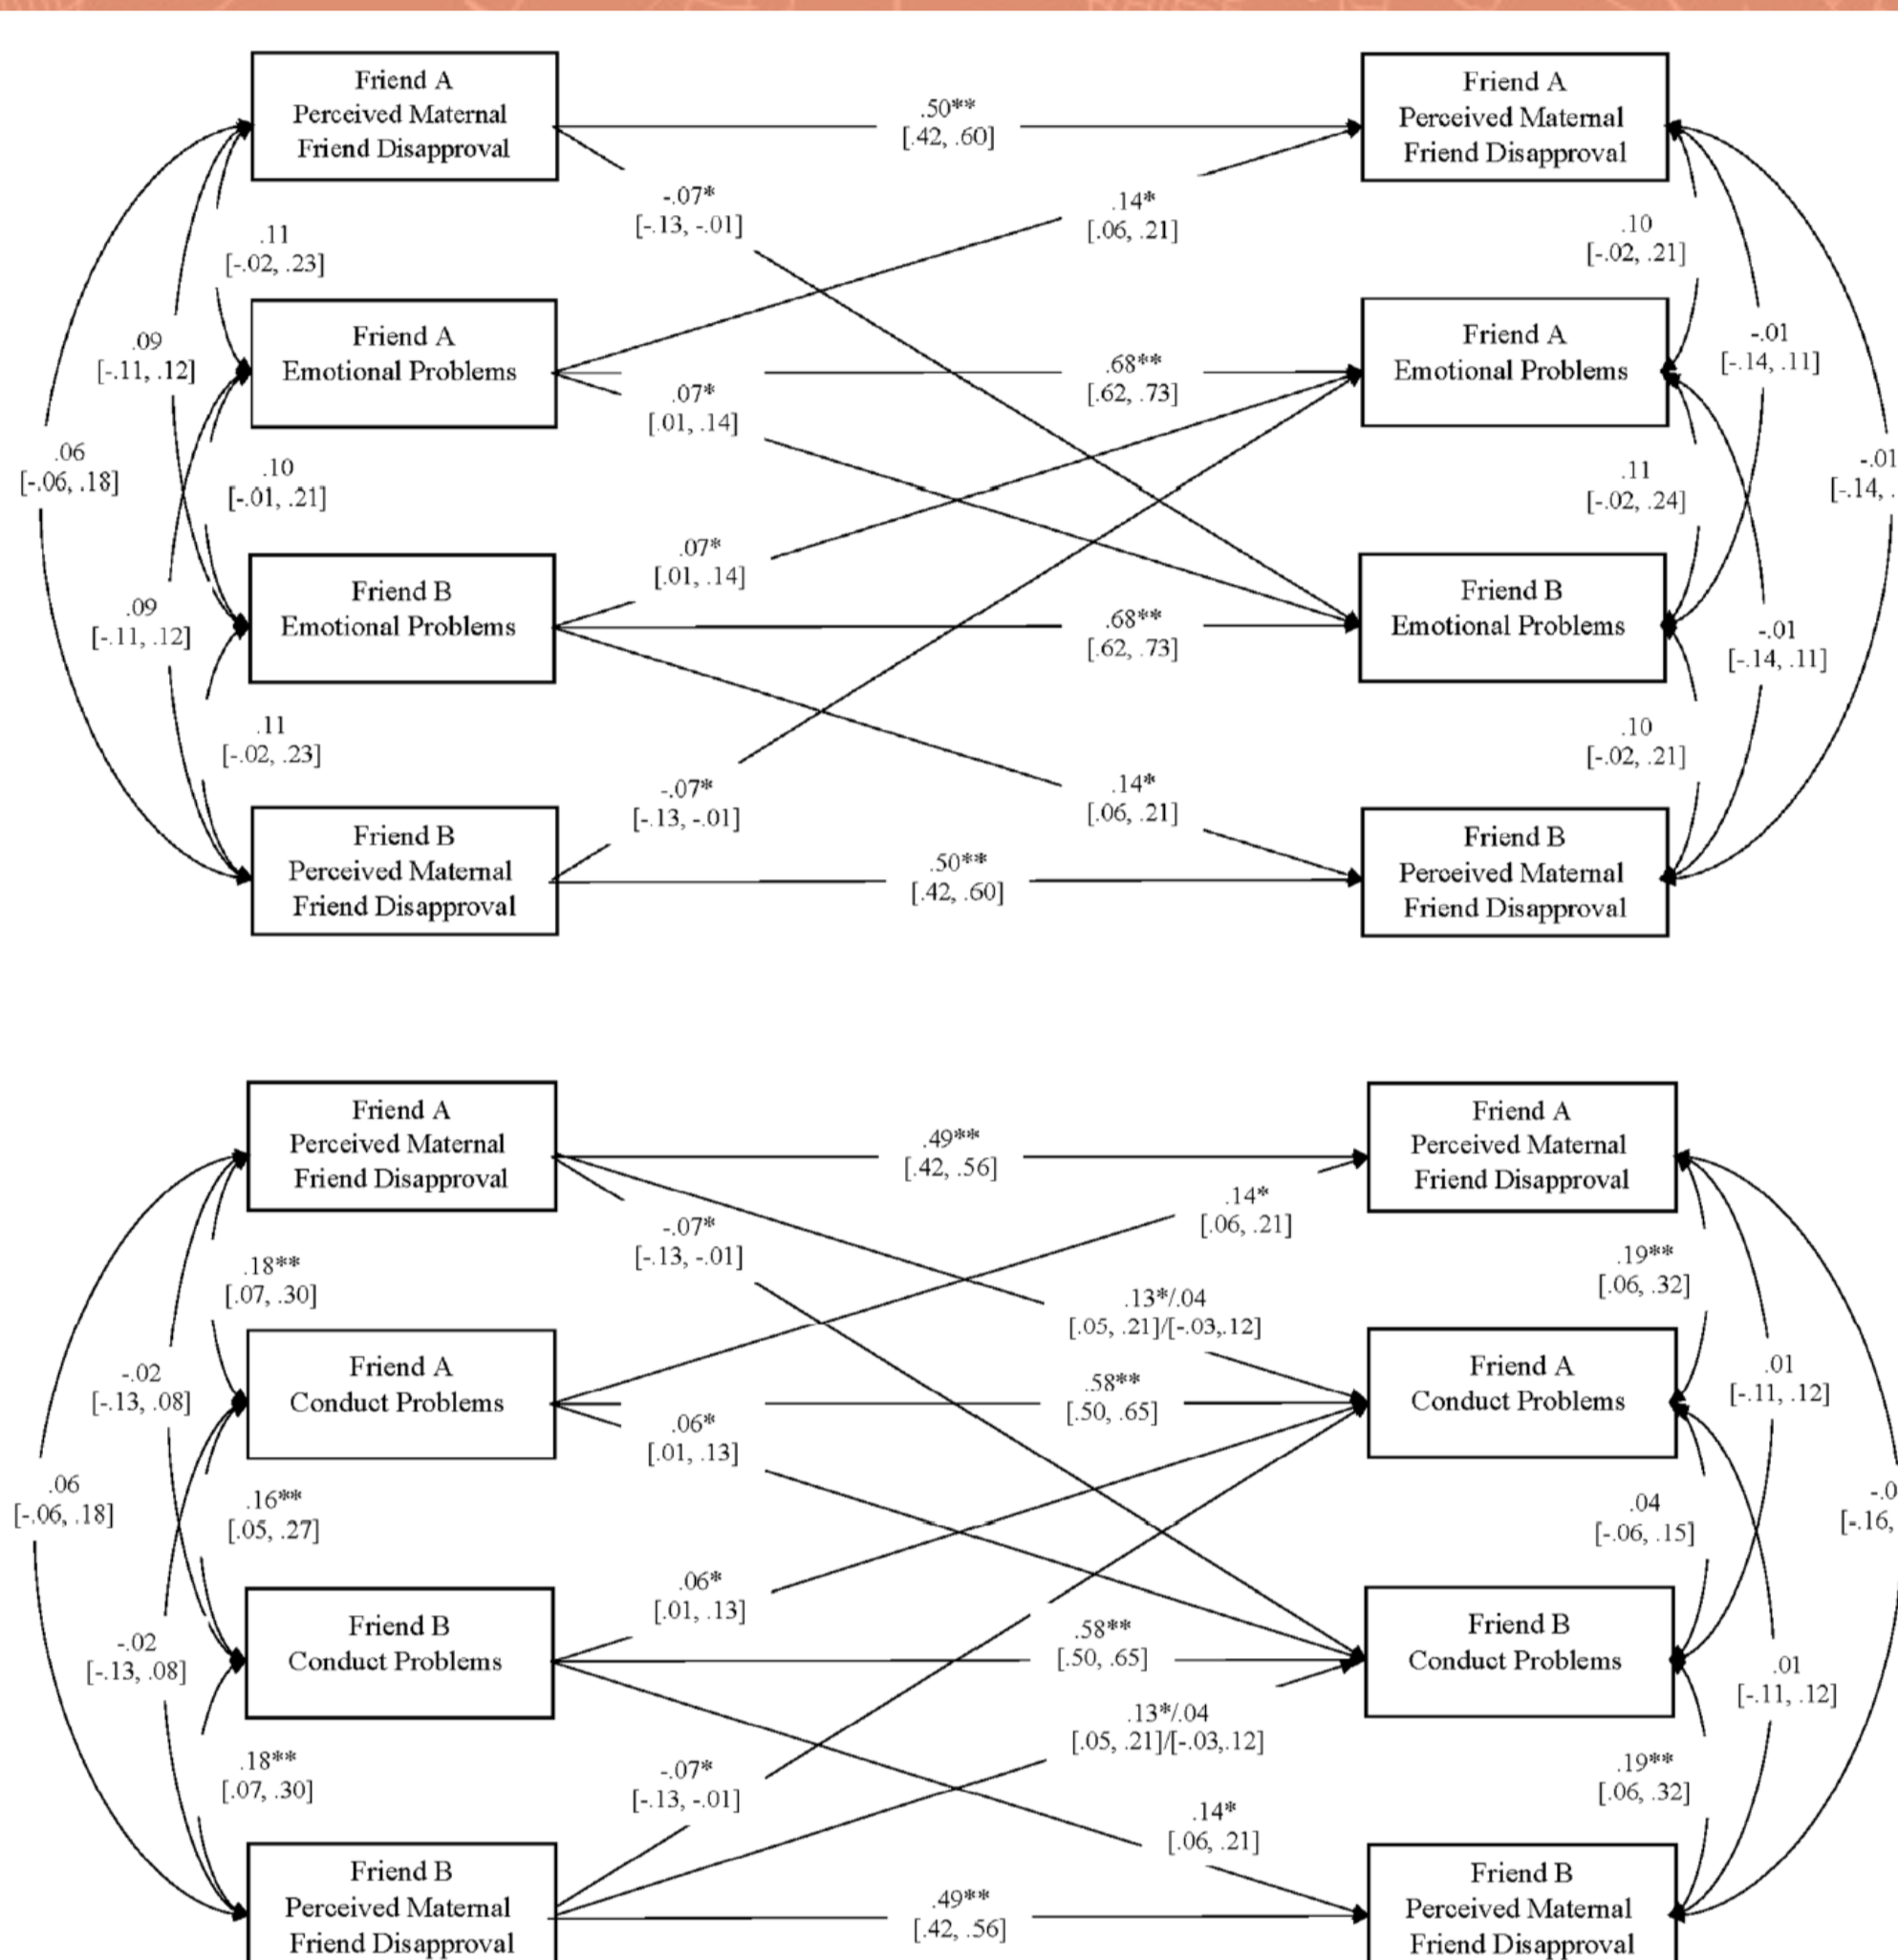 Friend A
Perceived Maternal
Friend Disapproval
Friend A
Perceived Maternal
Friend Disapproval
.50**
[.42, .60]
-.07*
[-.13, -.01]
.14*
[.06, .21]
.11
[-.02, .23]
.10
[-.02, .21]
Friend A
Emotional Problems
Friend A
Emotional Problems
.09
[-.11, .12]
.68**
[.62, .73]
.07*
[.01, .14]
-.01
[-.14, .11]
.06
[-.06, .18]
.10
[-.01, .21]
.11
[-.02, .24]
-.01
[-.14, .
.07*
[.01, .14]
Friend B
Emotional Problems
Friend B
Emotional Problems
.09
[-.11, .12]
.68**
[.62, .73]
-.01
[-.14, .11]
.11
[-.02, .23]
.10
[-.02, .21]
-.07*
[-.13, -.01]
.14*
[.06, .21]
Friend B
Perceived Maternal
Friend Disapproval
Friend B
Perceived Maternal
Friend Disapproval
.50**
[.42, .60]
Friend A
Perceived Maternal
Friend Disapproval
Friend A
Perceived Maternal
Friend Disapproval
.49**
[.42, .56]
.14*
[.06, .21]
-.07*
[-.13, -.01]
.18**
[.07, .30]
.19**
[.06, .32]
.13*/.04
[.05, .21]/[-.03,.12]
Friend A
Conduct Problems
Friend A
Conduct Problems
-.02
[-.13, .08]
.58**
[.50, .65]
.01
[-.11, .12]
.06*
[.01, .13]
.06
[-.06, .18]
.16**
[.05, .27]
.04
[-.06, .15]
-.0
[-.16,
.06*
[.01, .13]
Friend B
Conduct Problems
Friend B
Conduct Problems
-.02
[-.13, .08]
.58**
[.50, .65]
.01
[-.11, .12]
.13*/.04
[.05, .21]/[-.03,.12]
.18**
[.07, .30]
-.07*
[-.13, -.01]
.19**
[.06, .32]
.14*
[.06, .21]
Friend B
Perceived Maternal
Friend Disapproval
Friend B
Perceived Maternal
Friend Disapproval
.49**
[.42, .56]